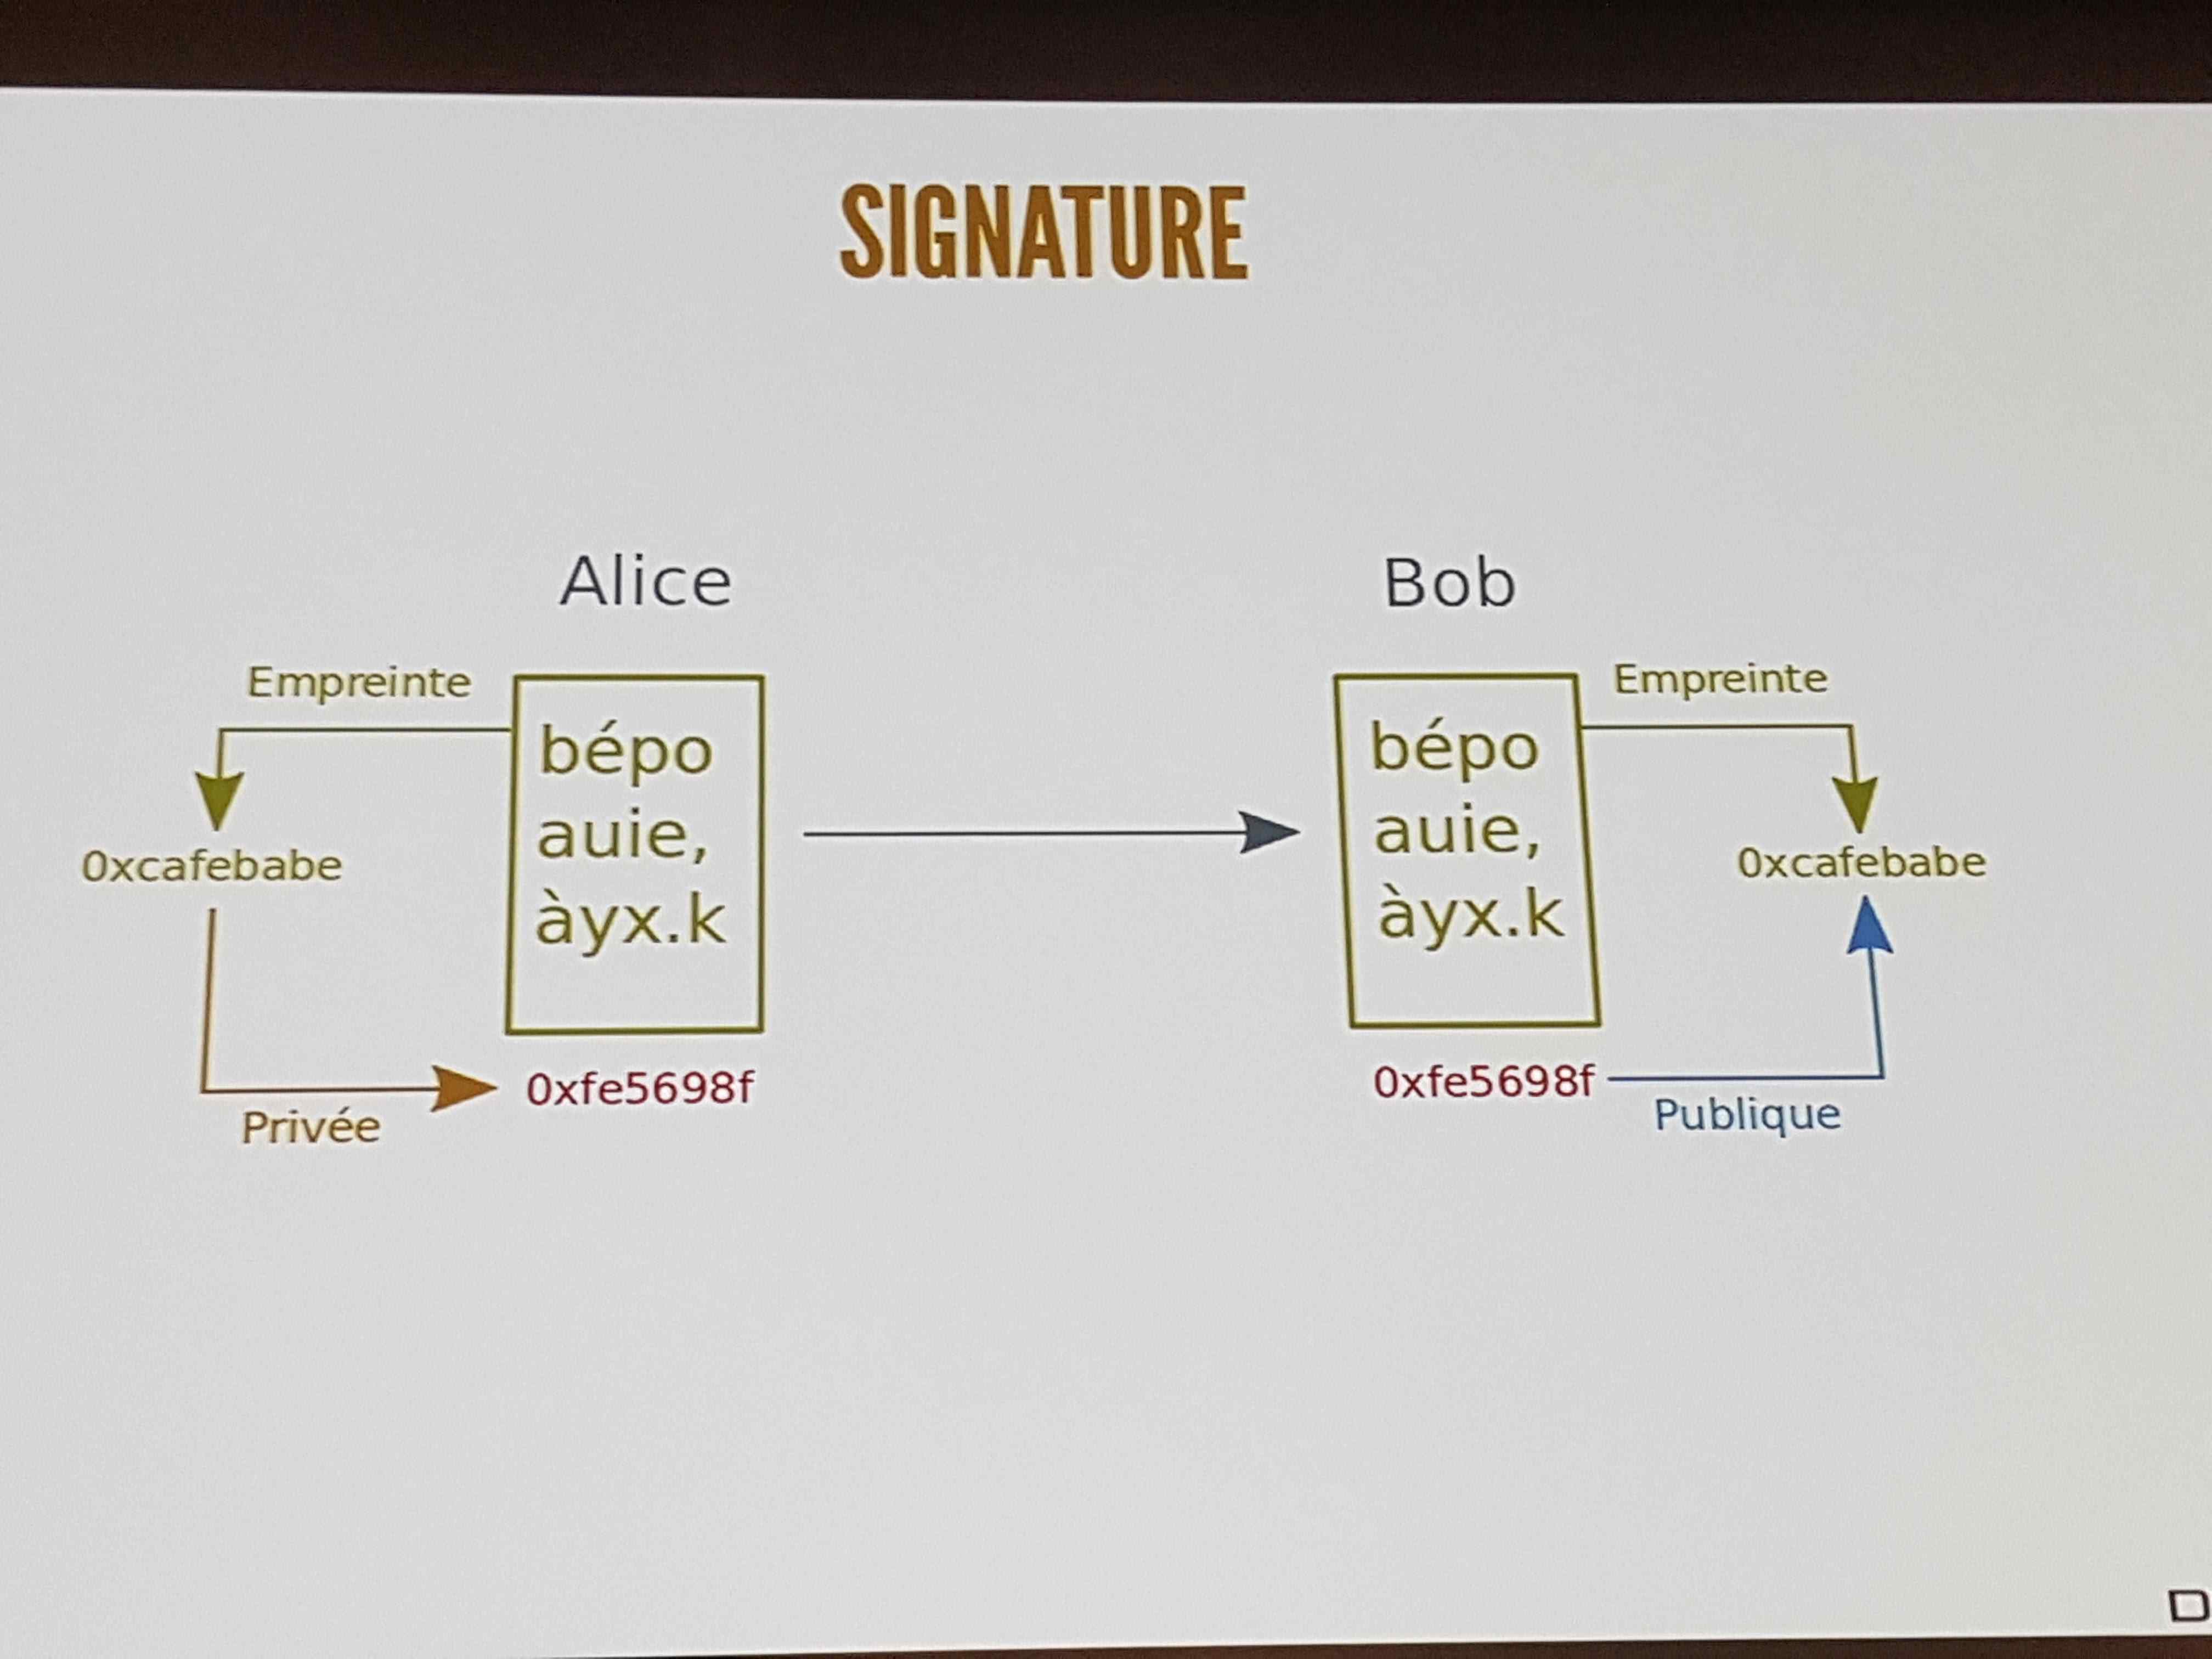 SIGNATURE
Alice
Bob
Empreinte
bépo
auie,
àyx.k
0xcafebabe
Privée
0xfe5698f
bépo
auie,
àyx.k
Empreinte
0xcafebabe
0xfe5698f
Publique
D